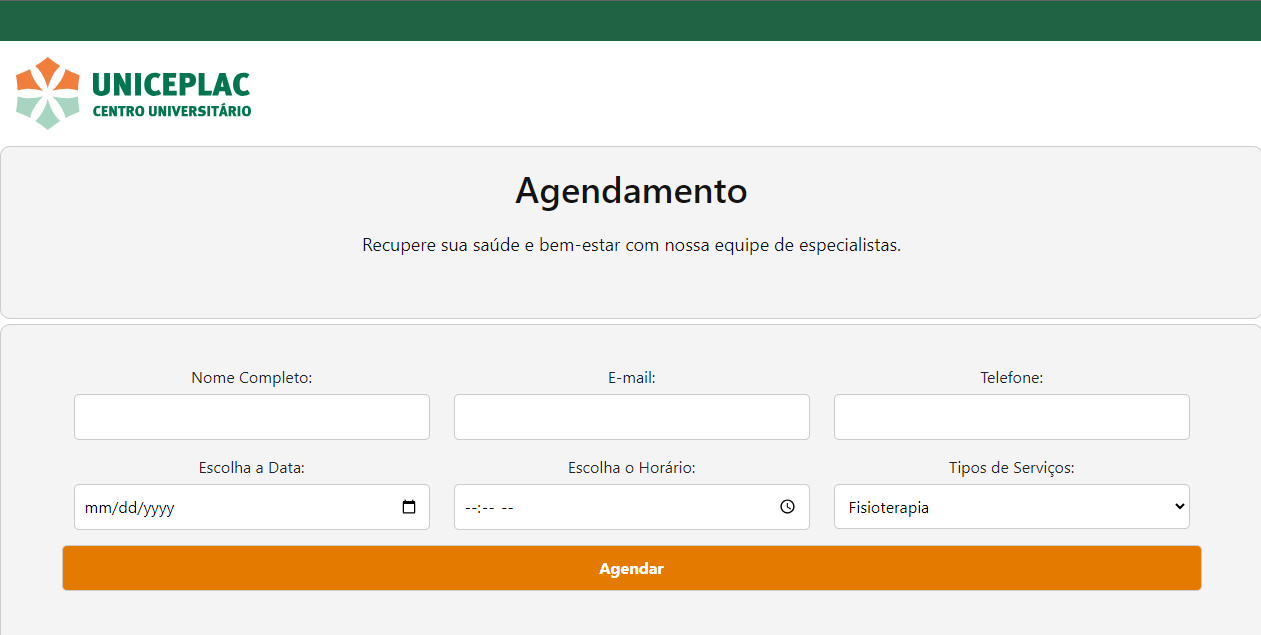 UNICEPLAC
CENTRO UNIVERSITÁRIO
Agendamento
Recupere sua saúde e bem-estar com nossa equipe de especialistas.
Nome Completo:
E-mail:
Telefone:
Escolha a Data:
Escolha o Horário:
Tipos de Serviços:
mm/dd/yyyy
--:-- --
Fisioterapia
Agendar